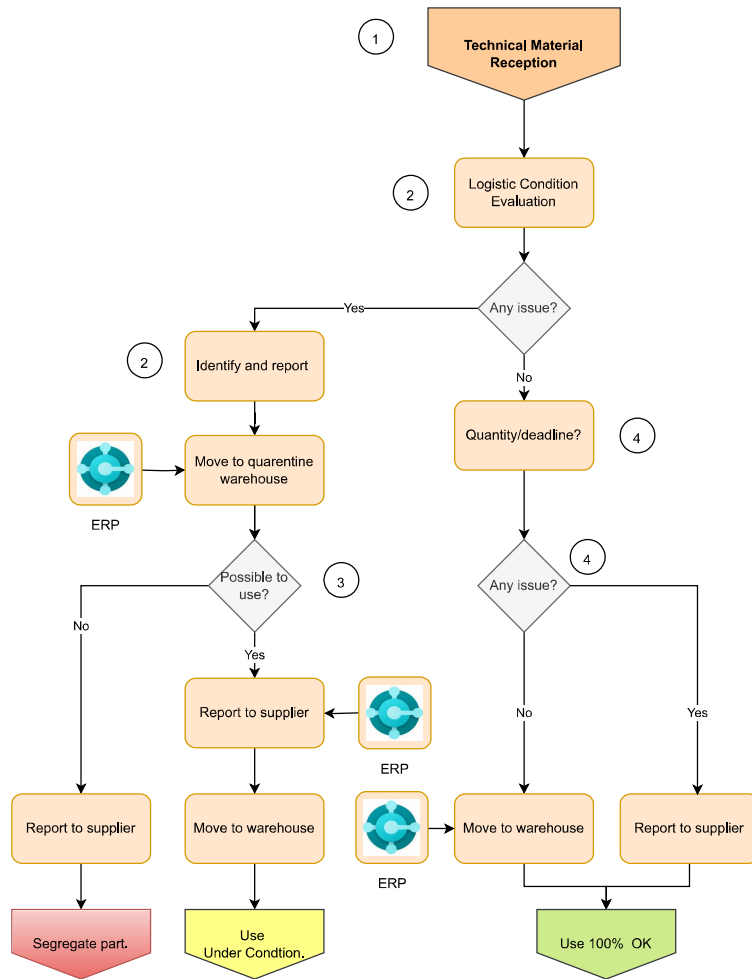 1
Technical Material
Reception
2
Logistic Condition
Evaluation
Any issue?
Yes
2
Identify and report
No
Quantity/deadline?
4
Move to quarentine
warehouse
ERP
Possible to
use?
3
Any issue?
4
No
Yes
Report to supplier
ERP
No
Yes
Report to supplier
Move to warehouse
Move to warehouse
ERP
Report to supplier
Segregate part.
Use
Under Condtion.
Use 100%  OK